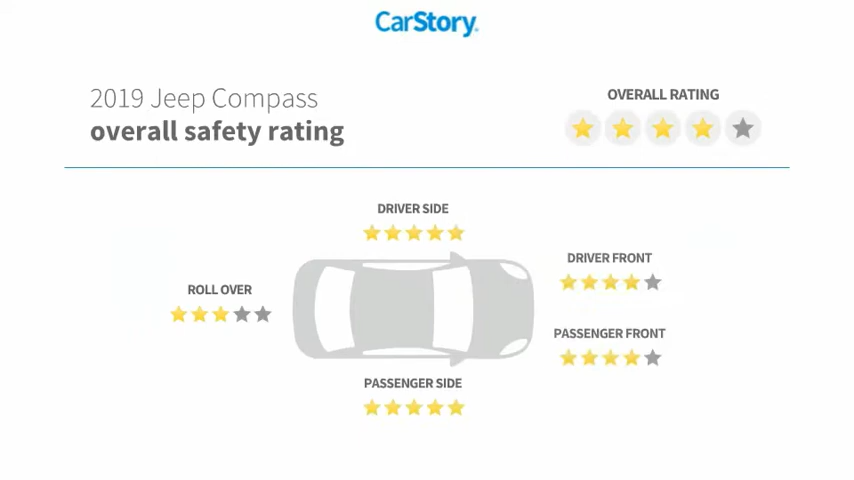 CarStory
2019 Jeep Compass
overall safety rating
OVERALL RATING
DRIVER SIDE
DRIVER FRONT
ROLL OVER
PASSENGER FRONT
PASSENGER SIDE